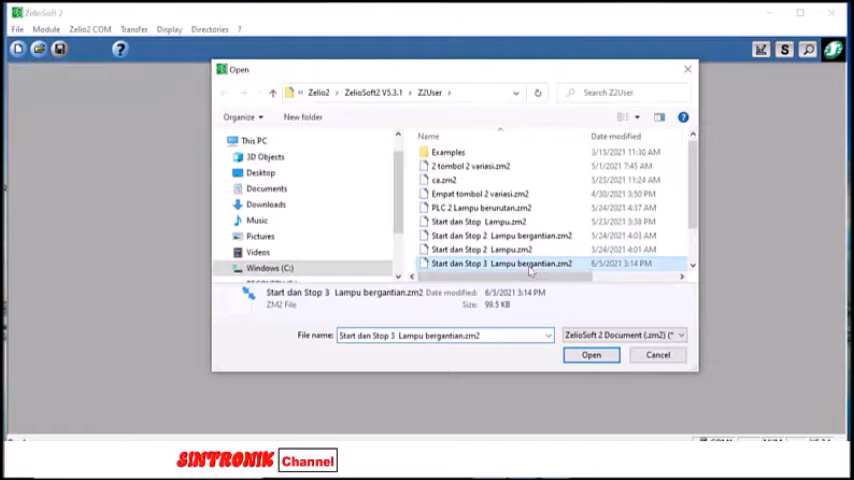 ZelioSoft 2
File Module Zelio2 COM Transfer Display Directories ?
Open
« Zelio2 › ZelioSoft2 V5.3.1 › Z2User ›
Search Z2User
Organize New folder
This PC
3D Objects
Desktop
Documents
Downloads
Music
Pictures
Videos
Windows (C:)
Name Date modified
Examples 3/15/2021 11:30 AM
2 tombol 2 variasi.zm2 5/1/2021 7:45 AM
ca.zm2 5/23/2021 11:24 AM
Empat tombol 2 variasi.zm2 4/30/2021 3:50 PM
PLC 2 Lampu berurutan.zm2 5/24/2021 4:37 AM
Start dan Stop Lampu.zm2 5/23/2021 3:38 PM
Start dan Stop 2 Lampu bergantian.zm2 5/24/2021 4:03 AM
Start dan Stop 2 Lampu.zm2 5/24/2021 4:01 AM
Start dan Stop 3 Lampu bergantian.zm2 6/5/2021 3:14 PM
Start dan Stop 3 Lampu bergantian.zm2 Date modified: 6/5/2021 3:14 PM
ZM2 File Size: 99.5 KB
File name: Start dan Stop 3 Lampu bergantian.zm2
ZelioSoft 2 Document (.zm2) (*
Open Cancel
SINTRONIK Channel